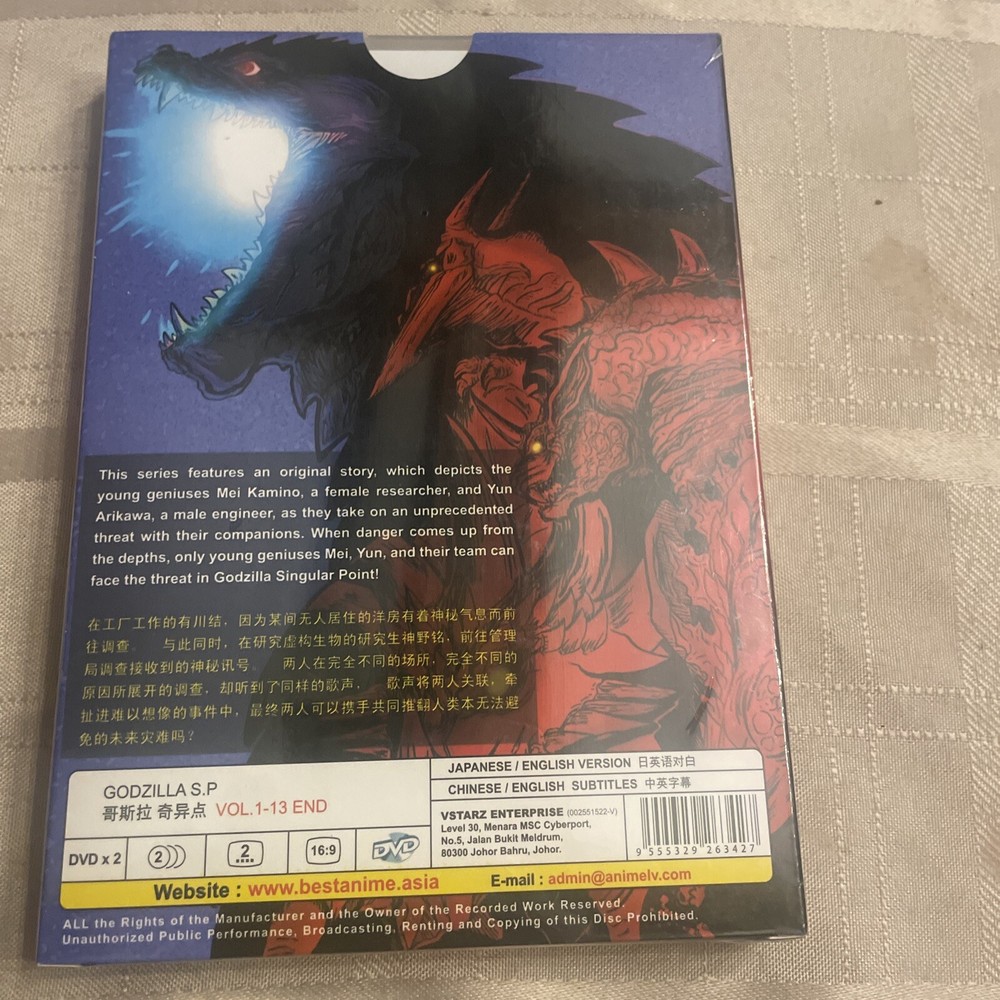 This series features an original story, which depicts the
young geniuses Mei Kamino, a female researcher, and Yun
Arikawa, a male engineer, as they take on an unprecedented
threat with their companions. When danger comes up from
the depths, only young geniuses Mei, Yun, and their team can
face the threat in Godzilla Singular Point!
在工厂工作的有川结，因为某间无人居住的洋房有着神秘气息而前
往调查。 与此同时，在研究虚构生物的研究生神野铭，前往管理
局调查接收到的神秘讯号。 两人在完全不同的场所，完全不同的
原因所展开的调查，却听到了同样的歌声， 歌声将两人关联，牵
扯进难以想像的事件中，最终两人可以携手共同推翻人类本无法避
免的未来灾难吗？
GODZILLA S.P
哥斯拉 奇异点 VOL.1-13 END
JAPANESE / ENGLISH VERSION 日英语对白
CHINESE / ENGLISH SUBTITLES 中英字幕
DVD x 2
2
2
16:9
DVD
VSTARZ ENTERPRISE (002551522-V)
Level 30, Menara MSC Cyberport,
No.5, Jalan Bukit Meldrum,
80300 Johor Bahru, Johor.
9 555329 263427
Website : www.bestanime.asia
E-mail : admin@animelv.com
ALL the Rights of the Manufacturer and the Owner of the Recorded Work Reserved.
Unauthorized Public Performance, Broadcasting, Renting and Copying of this Disc Prohibited.